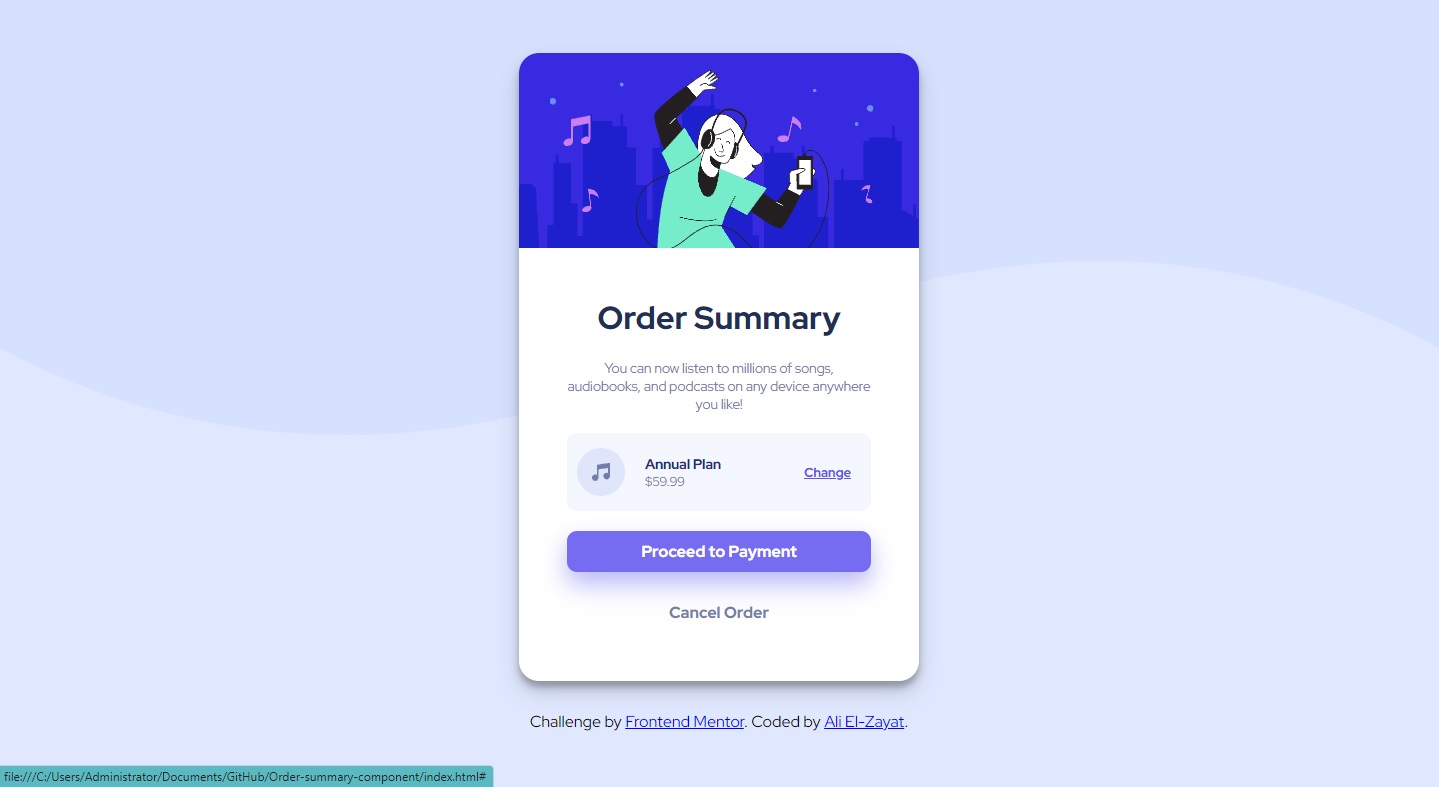 Order Summary
You can now listen to millions of songs,
audiobooks, and podcasts on any device anywhere
you like!
Annual Plan
$59.99
Change
Proceed to Payment
Cancel Order
Challenge by Frontend Mentor. Coded by Ali El-Zayat.
file:///C:/Users/Administrator/Documents/GitHub/Order-summary-component/index.html#